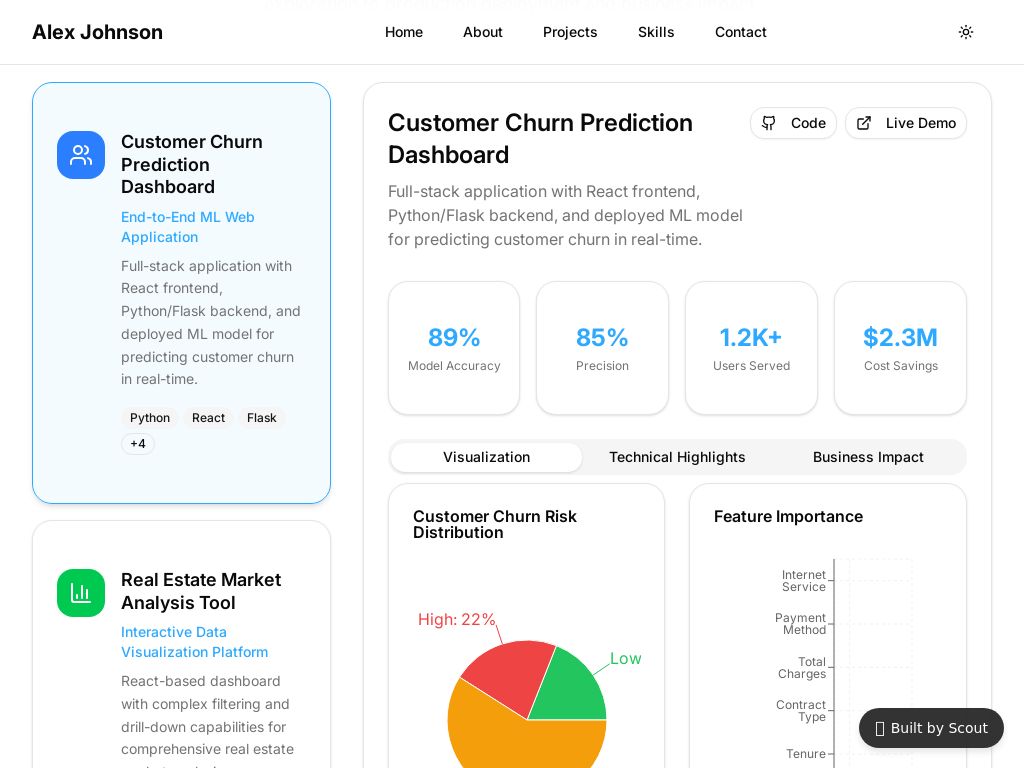 Alex Johnson
Home
About
Projects
Skills
Contact
Customer Churn
Prediction
Dashboard
End-to-End ML Web
Application
Full-stack application with
React frontend,
Python/Flask backend, and
deployed ML model for
predicting customer churn
in real-time.
Python
React
Flask
+4
Real Estate Market
Analysis Tool
Interactive Data
Visualization Platform
React-based dashboard
with complex filtering and
drill-down capabilities for
comprehensive real estate
Customer Churn Prediction
Dashboard
Code
Live Demo
Full-stack application with React frontend,
Python/Flask backend, and deployed ML model
for predicting customer churn in real-time.
89%
Model Accuracy
85%
Precision
1.2K+
Users Served
$2.3M
Cost Savings
Visualization
Technical Highlights
Business Impact
Customer Churn Risk
Distribution
High: 22%
Low
Feature Importance
Internet
Service
Payment
Method
Total
Charges
Contract
Type
Tenure
Built by Scout